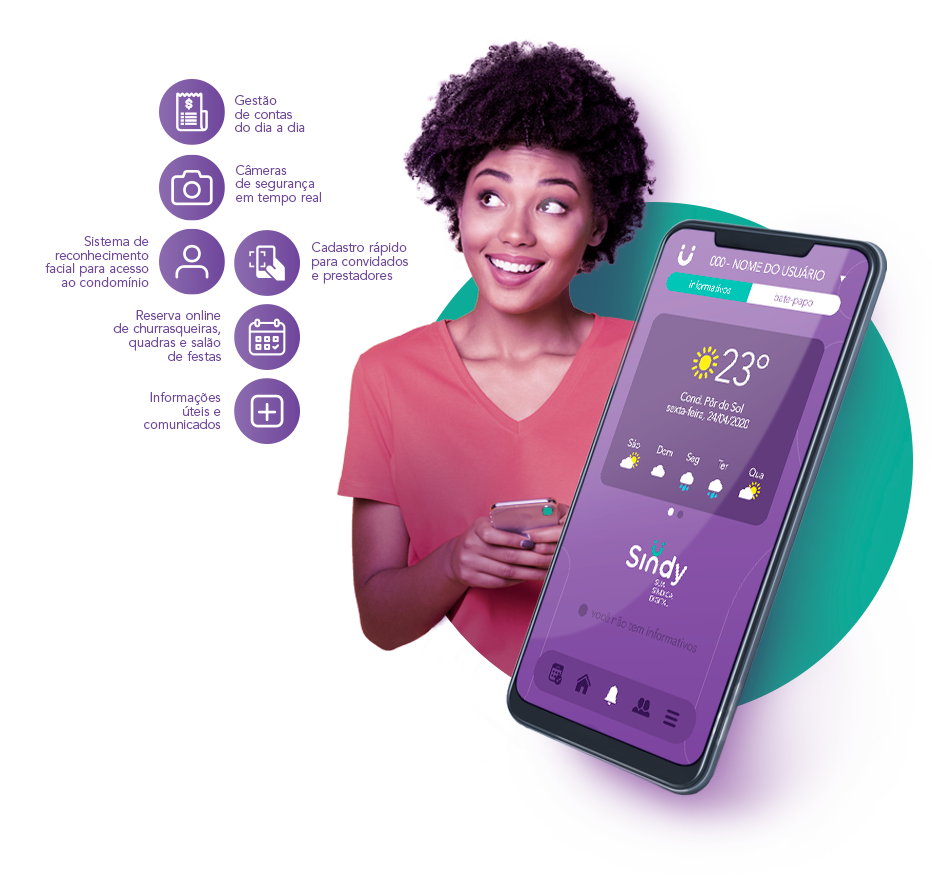 Gestão
de contas
do dia a dia
Câmeras
de segurança
em tempo real
Sistema de
reconhecimento
facial para acesso
ao condomínio
Cadastro rápido
para convidados
e prestadores
Reserva online
de churrasqueiras,
quadras e salão
de festas
Informações
úteis e
comunicados
000 - NOME DO USUÁRIO
informativos
bate-papo
23°
Cond. Pôr do Sol
sexta-feira, 24/04/2020
Sáb Dom Seg Ter Qua
Sindy
SUA
SÍNDICA
DIGITAL
você não tem informativos